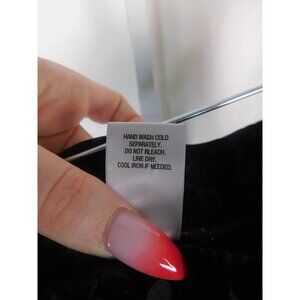 HAND WASH COLD
SEPARATELY.
DO NOT BLEACH.
LINE DRY.
COOL IRON IF NEEDED.